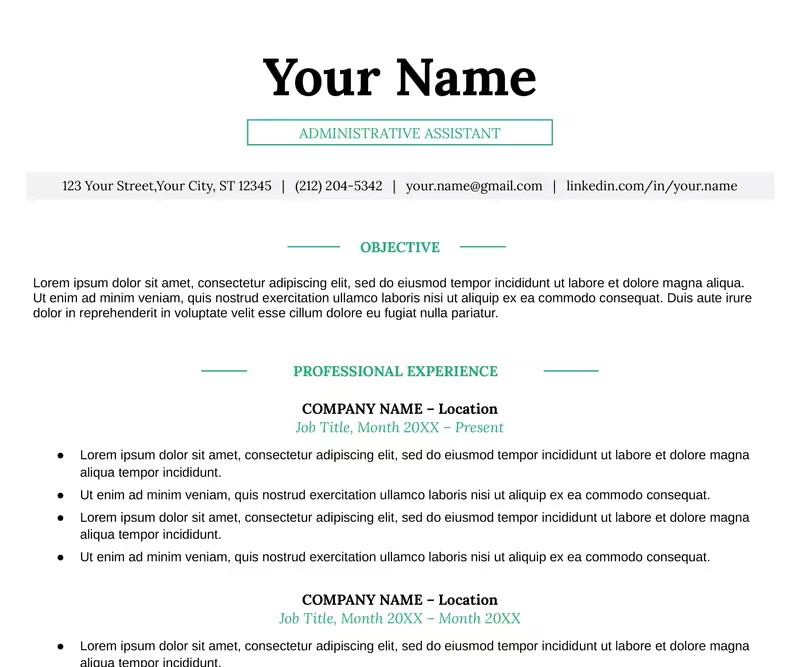 Your Name
ADMINISTRATIVE ASSISTANT
123 Your Street,Your City, ST 12345 | (212) 204-5342 | your.name@gmail.com | linkedin.com/in/your.name
OBJECTIVE
Lorem ipsum dolor sit amet, consectetur adipiscing elit, sed do eiusmod tempor incididunt ut labore et dolore magna aliqua.
Ut enim ad minim veniam, quis nostrud exercitation ullamco laboris nisi ut aliquip ex ea commodo consequat. Duis aute irure
dolor in reprehenderit in voluptate velit esse cillum dolore eu fugiat nulla pariatur.
PROFESSIONAL EXPERIENCE
COMPANY NAME – Location
Job Title, Month 20XX – Present
● Lorem ipsum dolor sit amet, consectetur adipiscing elit, sed do eiusmod tempor incididunt ut labore et dolore magna
aliqua tempor incididunt.
● Ut enim ad minim veniam, quis nostrud exercitation ullamco laboris nisi ut aliquip ex ea commodo consequat.
● Lorem ipsum dolor sit amet, consectetur adipiscing elit, sed do eiusmod tempor incididunt ut labore et dolore magna
aliqua tempor incididunt.
● Ut enim ad minim veniam, quis nostrud exercitation ullamco laboris nisi ut aliquip ex ea commodo consequat.
COMPANY NAME – Location
Job Title, Month 20XX – Month 20XX
● Lorem ipsum dolor sit amet, consectetur adipiscing elit, sed do eiusmod tempor incididunt ut labore et dolore magna
aliqua tempor incididunt.